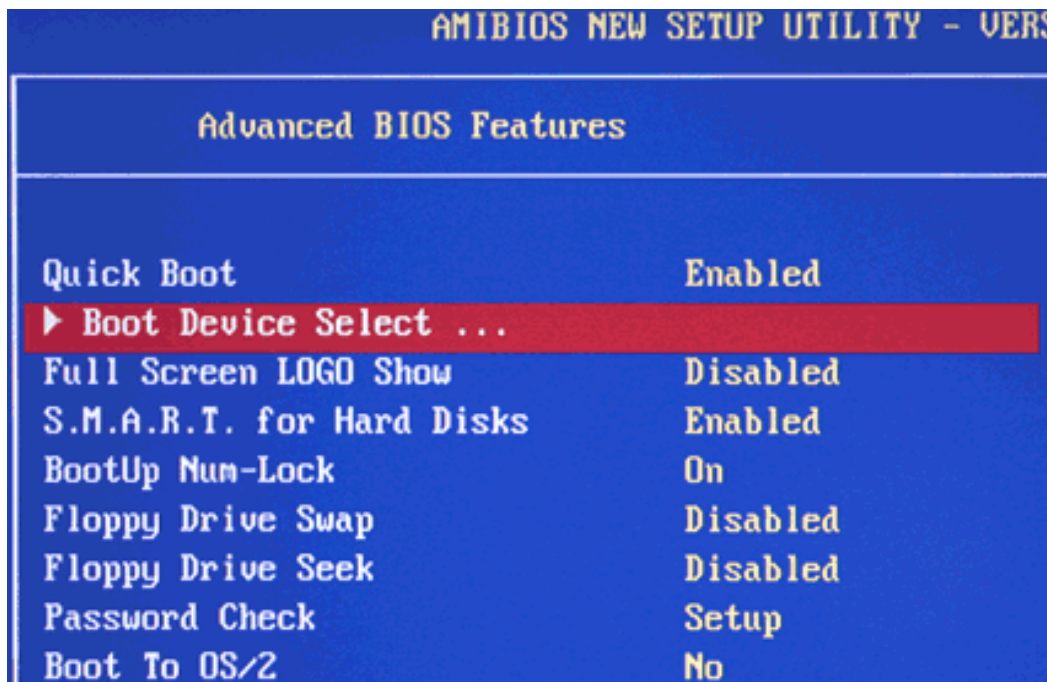 AMIBIOS NEW SETUP UTILITY - VERS
Advanced BIOS Features
Quick Boot Enabled
▶ Boot Device Select ...
Full Screen LOGO Show Disabled
S.M.A.R.T. for Hard Disks Enabled
BootUp Num-Lock On
Floppy Drive Swap Disabled
Floppy Drive Seek Disabled
Password Check Setup
Boot To OS/2 No